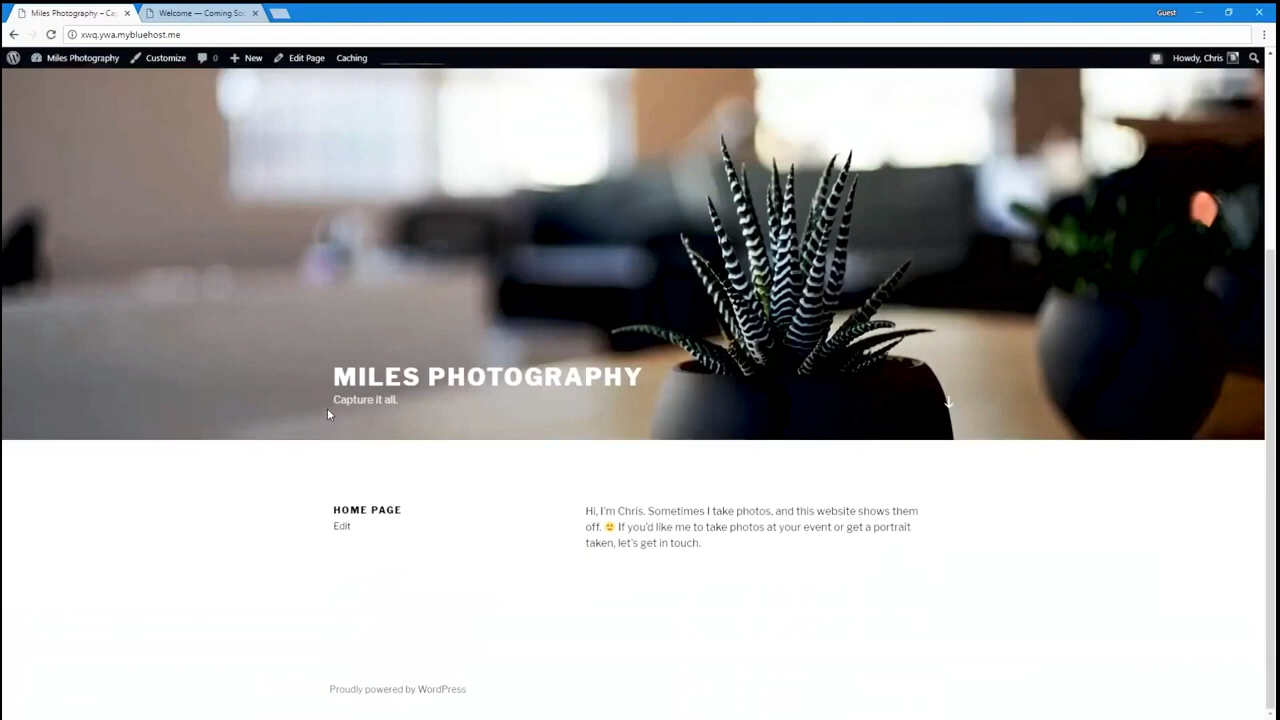 Miles Photography – Ca
Welcome — Coming So
Guest
xwq.ywa.mybluehost.me
Miles Photography
Customize
0
New
Edit Page
Caching
Howdy, Chris
MILES PHOTOGRAPHY
Capture it all.
HOME PAGE
Edit
Hi, I'm Chris. Sometimes I take photos, and this website shows them
off. 🙂 If you'd like me to take photos at your event or get a portrait
taken, let's get in touch.
Proudly powered by WordPress